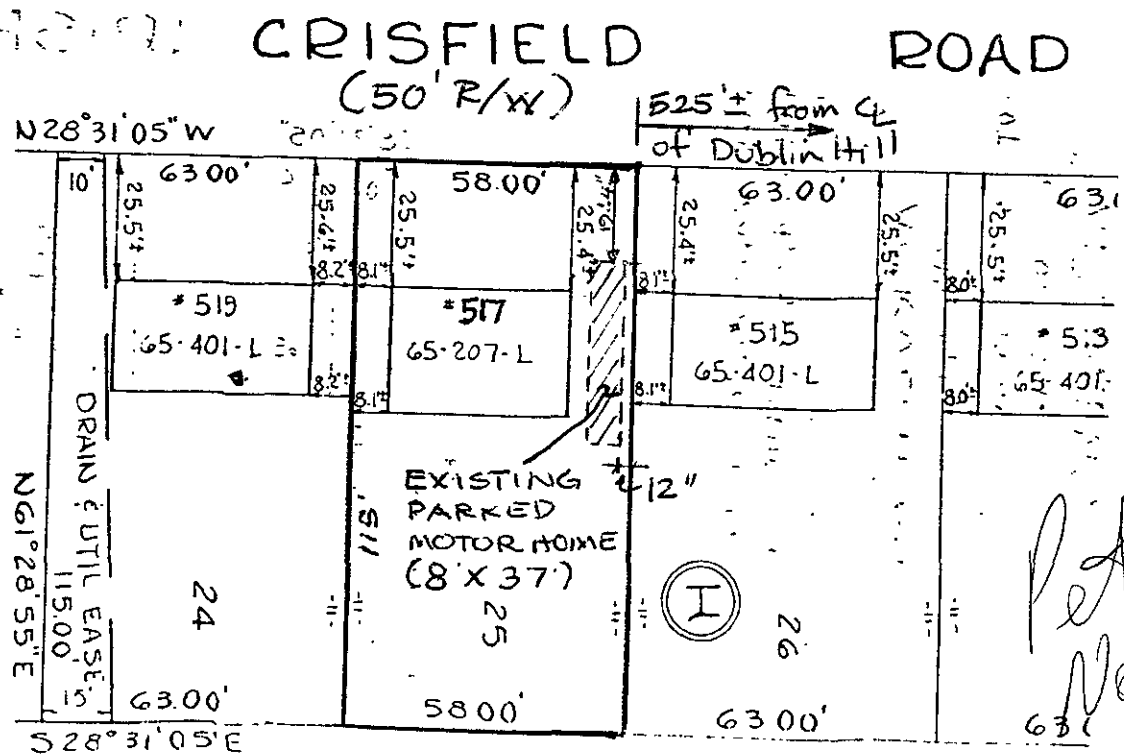 CRISFIELD ROAD
(50' R/W)
525'± from ℄
of Dublin Hill
N28°31'05"W
10'
63.00'
58.00'
63.00'
25.5'±
25.6'±
25.5'±
25.4'±
25.4'±
25.5'±
25.5'±
8.2'±
8.1'±
8.1'±
8.0'±
#519
65-401-L
#517
65-207-L
#515
65-401-L
#513
65-401-
8.2'±
8.1'±
8.1'±
8.0'±
EXISTING
PARKED
MOTOR HOME
(8' X 37')
12"
DRAIN & UTIL EASE.
115.00'
N61°28'55"E
115'
24
25
I
26
15'
63.00'
58.00'
63.00'
S28°31'05"E